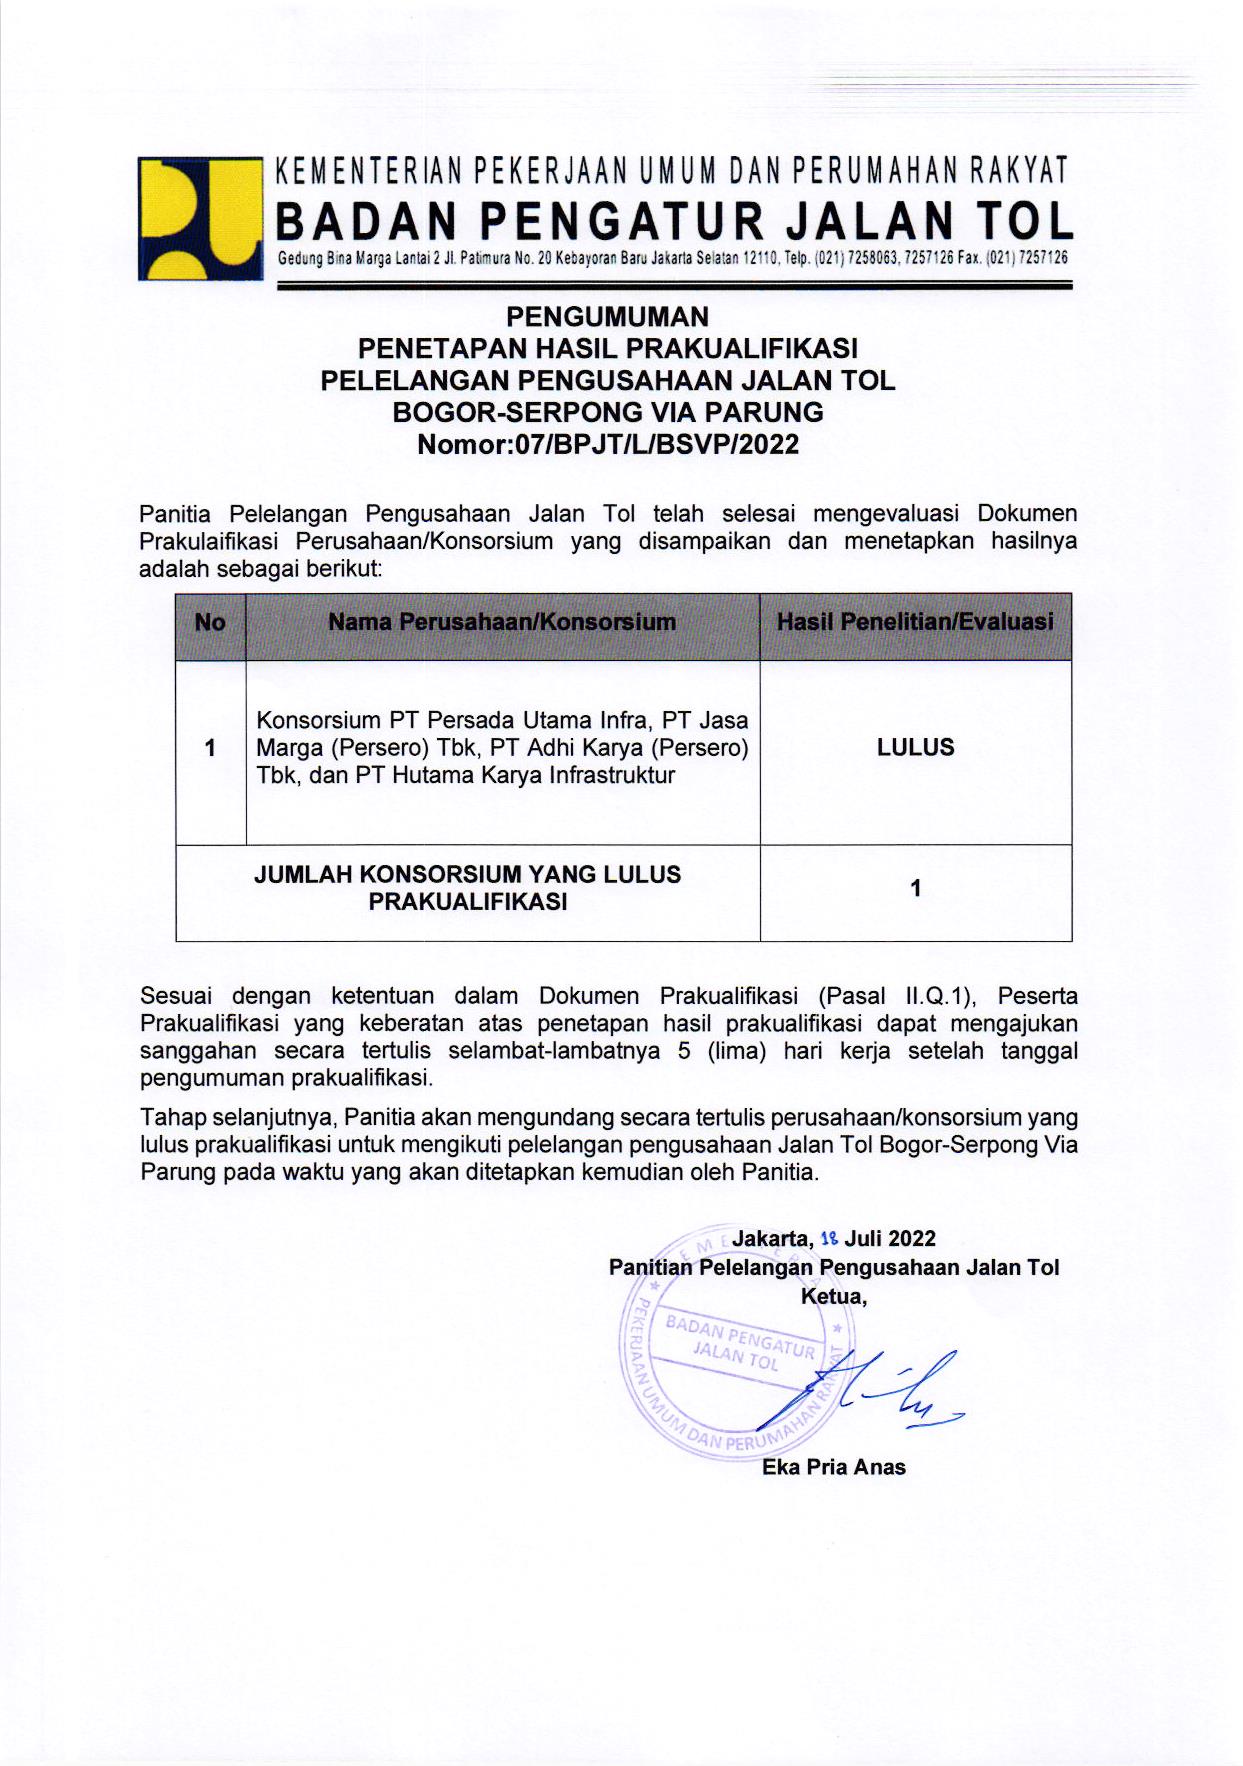 KEMENTERIAN PEKERJAAN UMUM DAN PERUMAHAN RAKYAT
BADAN PENGATUR JALAN TOL
Gedung Bina Marga Lantai 2 Jl. Patimura No. 20 Kebayoran Baru Jakarta Selatan 12110, Telp. (021) 7258063, 7257126 Fax. (021) 7257126
PENGUMUMAN
PENETAPAN HASIL PRAKUALIFIKASI
PELELANGAN PENGUSAHAAN JALAN TOL
BOGOR-SERPONG VIA PARUNG
Nomor:07/BPJT/L/BSVP/2022
Panitia Pelelangan Pengusahaan Jalan Tol telah selesai mengevaluasi Dokumen
Prakulaifikasi Perusahaan/Konsorsium yang disampaikan dan menetapkan hasilnya
adalah sebagai berikut:
No Nama Perusahaan/Konsorsium Hasil Penelitian/Evaluasi
Konsorsium PT Persada Utama Infra, PT Jasa
1 Marga (Persero) Tbk, PT Adhi Karya (Persero) LULUS
Tbk, dan PT Hutama Karya Infrastruktur
JUMLAH KONSORSIUM YANG LULUS
PRAKUALIFIKASI 1
Sesuai dengan ketentuan dalam Dokumen Prakualifikasi (Pasal II.Q.1), Peserta
Prakualifikasi yang keberatan atas penetapan hasil prakualifikasi dapat mengajukan
sanggahan secara tertulis selambat-lambatnya 5 (lima) hari kerja setelah tanggal
pengumuman prakualifikasi.
Tahap selanjutnya, Panitia akan mengundang secara tertulis perusahaan/konsorsium yang
lulus prakualifikasi untuk mengikuti pelelangan pengusahaan Jalan Tol Bogor-Serpong Via
Parung pada waktu yang akan ditetapkan kemudian oleh Panitia.
Jakarta, 18 Juli 2022
Panitian Pelelangan Pengusahaan Jalan Tol
Ketua,
BADAN PENGATUR
JALAN TOL
PEKERJAAN UMUM DAN PERUMAHAN RAKYAT
Eka Pria Anas